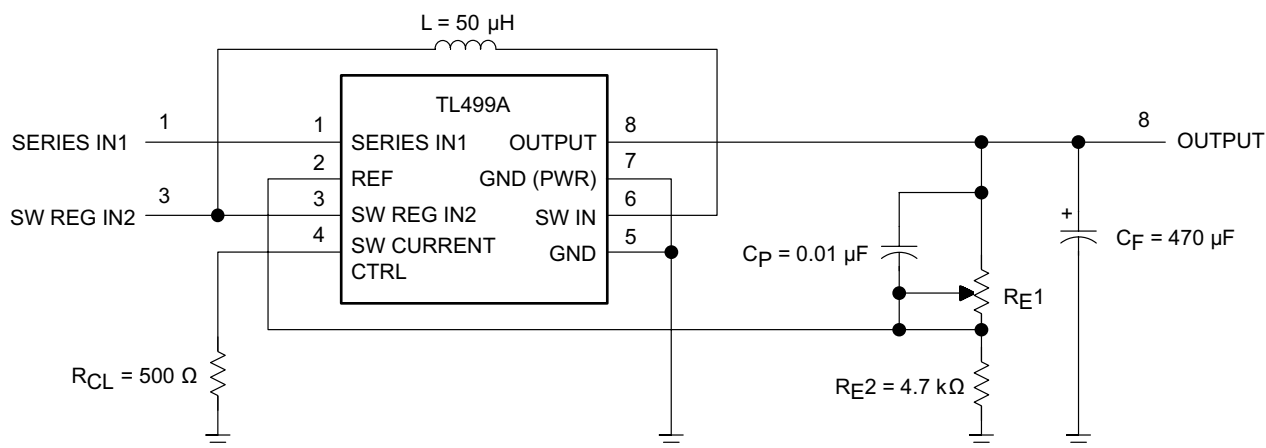 L = 50 µH
TL499A
SERIES IN1
1
1
SERIES IN1
OUTPUT
8
8
OUTPUT
2
REF
GND (PWR)
7
SW REG IN2
3
3
SW REG IN2
SW IN
6
4
SW CURRENT
CTRL
GND
5
CP = 0.01 µF
+
CF = 470 µF
RE1
RCL = 500 Ω
RE2 = 4.7 kΩ